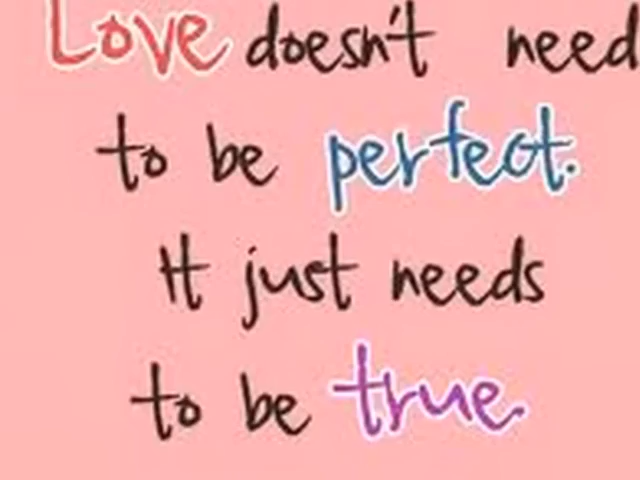 Love doesn't need
to be perfect.
It just needs
to be true.